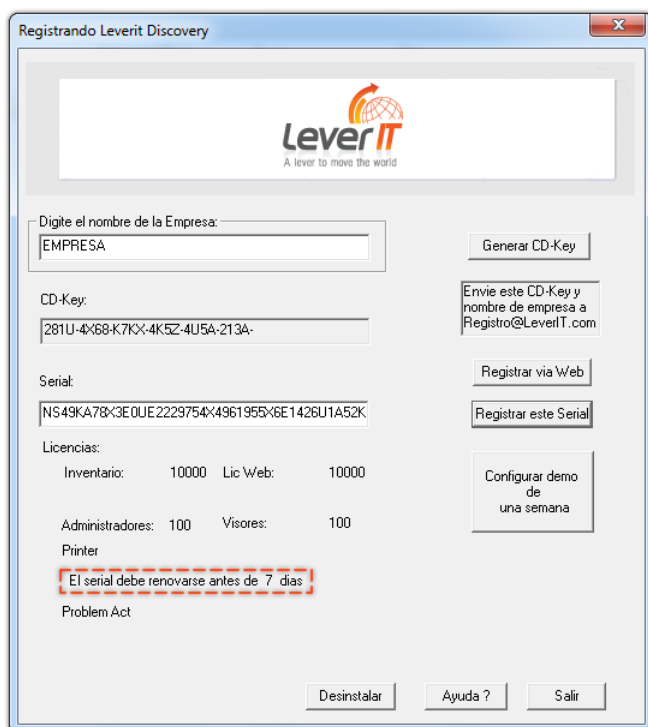 Registrando Leverit Discovery
Lever IT
A lever to move the world
Digite el nombre de la Empresa:
EMPRESA
Generar CD-Key
CD-Key:
281U-4X68-K7KX-4K5Z-4U5A-213A-
Envie este CD-Key y
nombre de empresa a
Registro@LeverIT.com
Registrar via Web
Serial:
NS49KA78X3E0UE2229754X4961955X6E1426U1A52K
Registrar este Serial
Licencias:
Inventario: 10000 Lic Web: 10000
Configurar demo
de
una semana
Administradores: 100 Visores: 100
Printer
El serial debe renovarse antes de 7 dias
Problem Act
Desinstalar Ayuda ? Salir